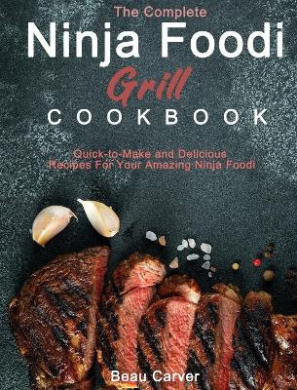 The Complete
Ninja Foodi
Grill
COOKBOOK
Quick-to-Make and Delicious
Recipes For Your Amazing Ninja Foodi
Beau Carver